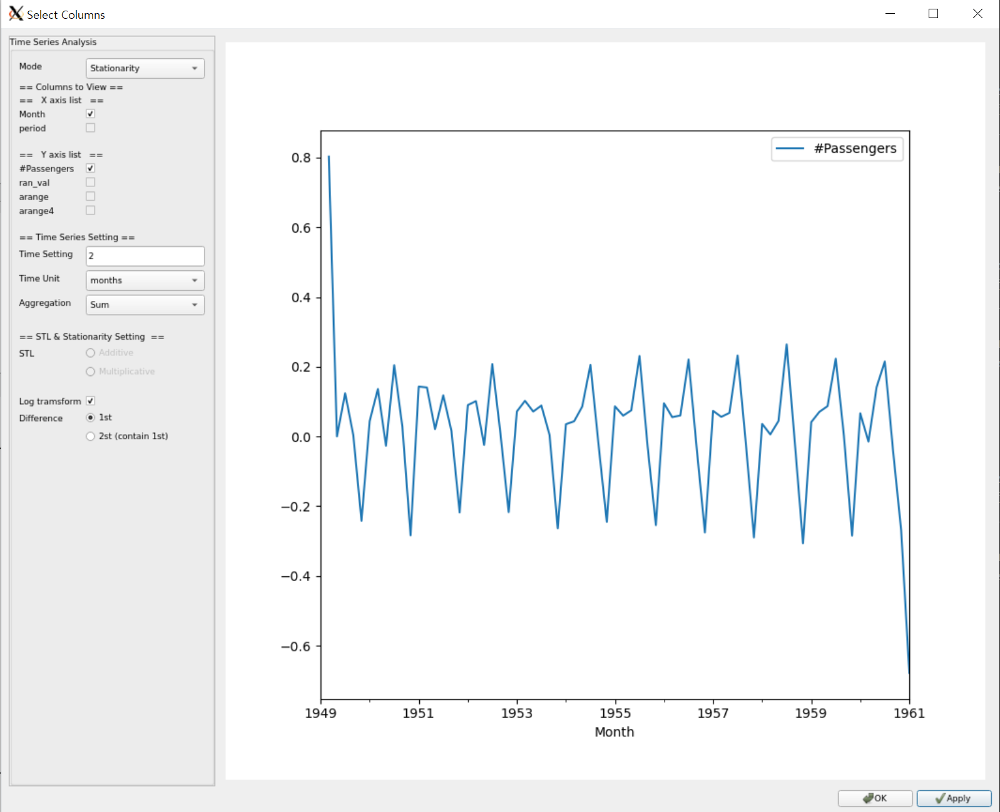 Select Columns
Time Series Analysis
Mode Stationarity
== Columns to View ==
== X axis list ==
Month
period
== Y axis list ==
#Passengers
ran_val
arange
arange4
== Time Series Setting ==
Time Setting 2
Time Unit months
Aggregation Sum
== STL & Stationarity Setting ==
STL Additive
Multiplicative
Log tramsform
Difference 1st
2st (contain 1st)
#Passengers
0.8
0.6
0.4
0.2
0.0
−0.2
−0.4
−0.6
1949 1951 1953 1955 1957 1959 1961
Month
OK Apply